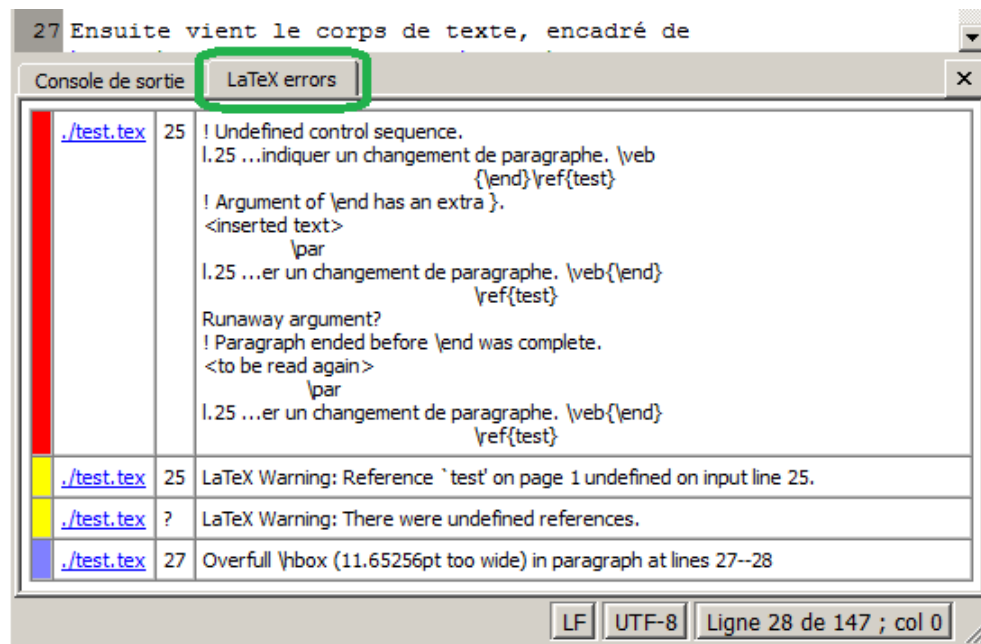 27 Ensuite vient le corps de texte, encadré de
Console de sortie LaTeX errors
./test.tex 25 ! Undefined control sequence.
l.25 ...indiquer un changement de paragraphe. \veb
{\end}\ref{test}
! Argument of \end has an extra }.
<inserted text>
\par
l.25 ...er un changement de paragraphe. \veb{\end}
\ref{test}
Runaway argument?
! Paragraph ended before \end was complete.
<to be read again>
\par
l.25 ...er un changement de paragraphe. \veb{\end}
\ref{test}
./test.tex 25 LaTeX Warning: Reference `test' on page 1 undefined on input line 25.
./test.tex ? LaTeX Warning: There were undefined references.
./test.tex 27 Overfull \hbox (11.65256pt too wide) in paragraph at lines 27--28
LF UTF-8 Ligne 28 de 147 ; col 0